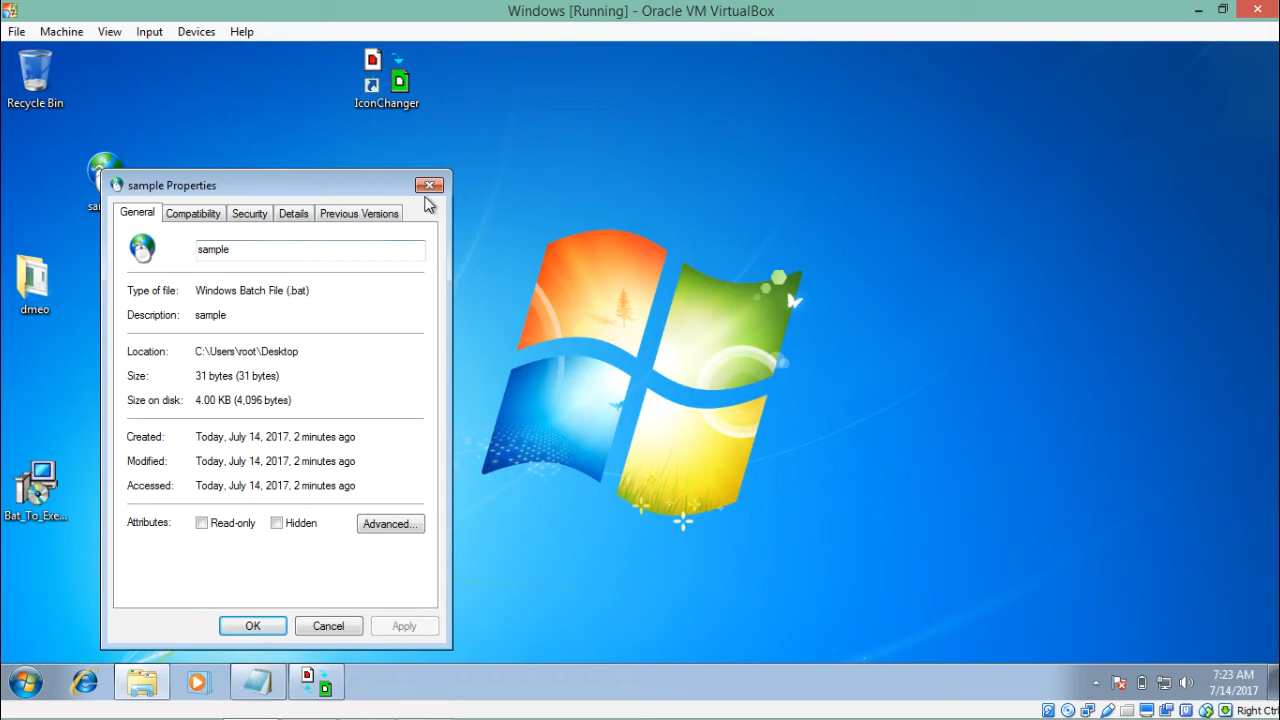 Windows [Running] - Oracle VM VirtualBox
File Machine View Input Devices Help
Recycle Bin
IconChanger
sample Properties
General Compatibility Security Details Previous Versions
sample
Type of file: Windows Batch File (.bat)
Description: sample
Location: C:\Users\root\Desktop
Size: 31 bytes (31 bytes)
Size on disk: 4.00 KB (4,096 bytes)
Created: Today, July 14, 2017, 2 minutes ago
Modified: Today, July 14, 2017, 2 minutes ago
Accessed: Today, July 14, 2017, 2 minutes ago
Attributes: Read-only Hidden Advanced...
OK Cancel Apply
dmeo
Bat_To_Exe...
7:23 AM
7/14/2017
Right Ctrl